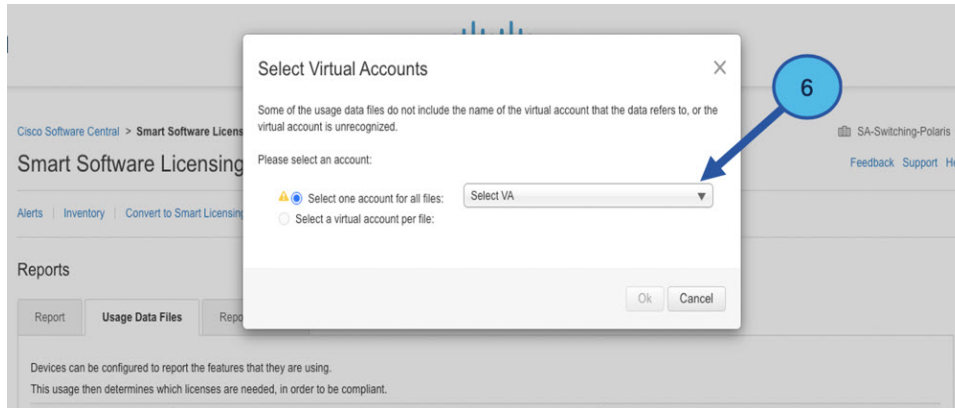 Select Virtual Accounts
6
Some of the usage data files do not include the name of the virtual account that the data refers to, or the
virtual account is unrecognized.
Cisco Software Central > Smart Software Licens
SA-Switching-Polaris
Please select an account:
Smart Software Licensing
Feedback Support He
Select one account for all files:
Select VA
Alerts | Inventory | Convert to Smart Licensing
Select a virtual account per file:
Reports
Ok
Cancel
Report
Usage Data Files
Repo
Devices can be configured to report the features that they are using.
This usage then determines which licenses are needed, in order to be compliant.